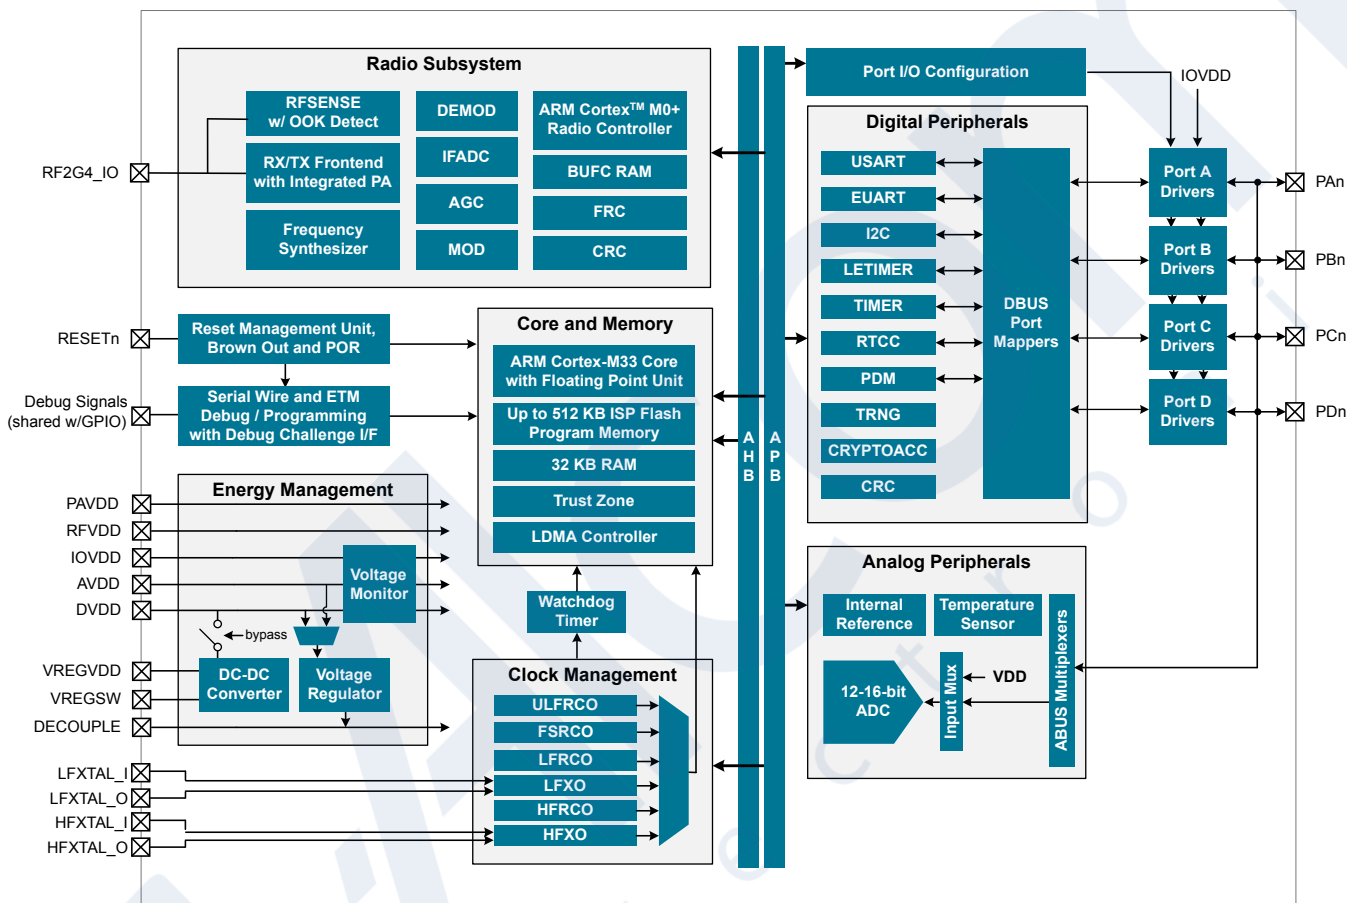 Radio Subsystem
RFSENSE
w/ OOK Detect
RX/TX Frontend
with Integrated PA
Frequency
Synthesizer
DEMOD
IFADC
AGC
MOD
ARM Cortex™ M0+
Radio Controller
BUFC RAM
FRC
CRC
RF2G4_IO
RESETn
Reset Management Unit,
Brown Out and POR
Debug Signals
(shared w/GPIO)
Serial Wire and ETM
Debug / Programming
with Debug Challenge I/F
Core and Memory
ARM Cortex-M33 Core
with Floating Point Unit
Up to 512 KB ISP Flash
Program Memory
32 KB RAM
Trust Zone
LDMA Controller
Energy Management
PAVDD
RFVDD
IOVDD
AVDD
DVDD
Voltage
Monitor
bypass
VREGVDD
VREGSW
DECOUPLE
DC-DC
Converter
Voltage
Regulator
Watchdog
Timer
Clock Management
ULFRCO
FSRCO
LFRCO
LFXO
HFRCO
HFXO
LFXTAL_I
LFXTAL_O
HFXTAL_I
HFXTAL_O
A
H
B
A
P
B
Port I/O Configuration
IOVDD
Digital Peripherals
USART
EUART
I2C
LETIMER
TIMER
RTCC
PDM
TRNG
CRYPTOACC
CRC
DBUS
Port
Mappers
Port A
Drivers
Port B
Drivers
Port C
Drivers
Port D
Drivers
PAn
PBn
PCn
PDn
Analog Peripherals
Internal
Reference
Temperature
Sensor
12-16-bit
ADC
Input Mux
VDD
ABUS Multiplexers